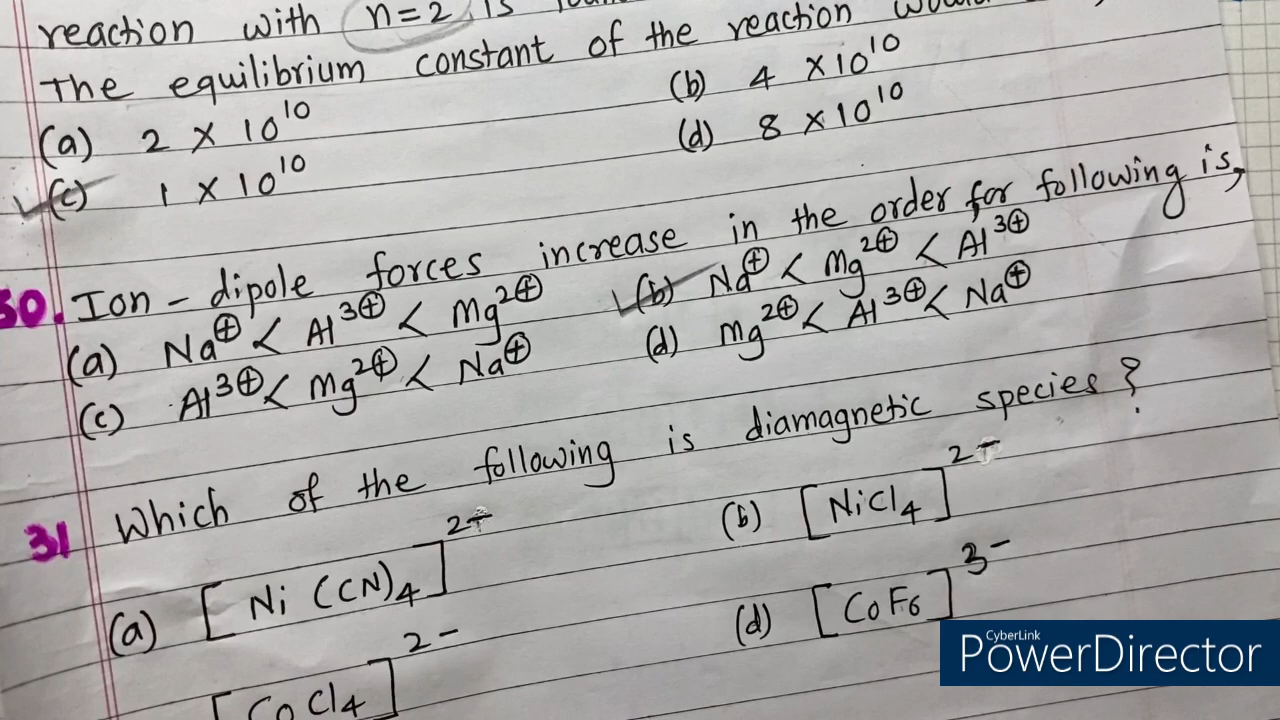 reaction with n=2 is
The equilibrium constant of the reaction
(a) 2 × 10¹⁰ (b) 4 × 10¹⁰
(c) 1 × 10¹⁰ (d) 8 × 10¹⁰
30. Ion - dipole forces increase in the order for following is,
(a) Na⊕ < Al³⊕ < Mg²⊕ (b) Na⊕ < Mg²⊕ < Al³⊕
(c) Al³⊕ < Mg²⊕ < Na⊕ (d) Mg²⊕ < Al³⊕ < Na⊕
31 Which of the following is diamagnetic species?
(a) [Ni(CN)₄]²⁻ (b) [NiCl₄]²⁻
[CoCl₄]²⁻ (d) [CoF₆]³⁻
CyberLink
PowerDirector